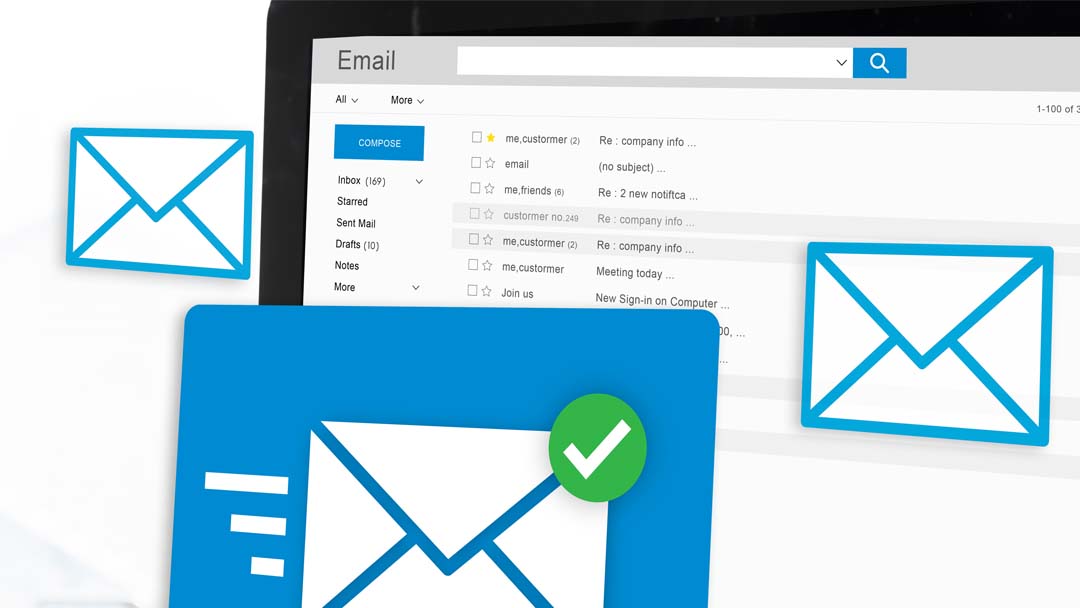 Email
All More
1-100 of 3
COMPOSE
Inbox (169)
Starred
Sent Mail
Drafts (10)
Notes
More
me,custormer (2) Re : company info ...
email (no subject) ...
me,friends (6) Re : 2 new notiftca ...
custormer no.249 Re : company info ...
me,custormer (2) Re : company info ...
me,custormer Meeting today ...
Join us New Sign-in on Computer ...
00, ...
...